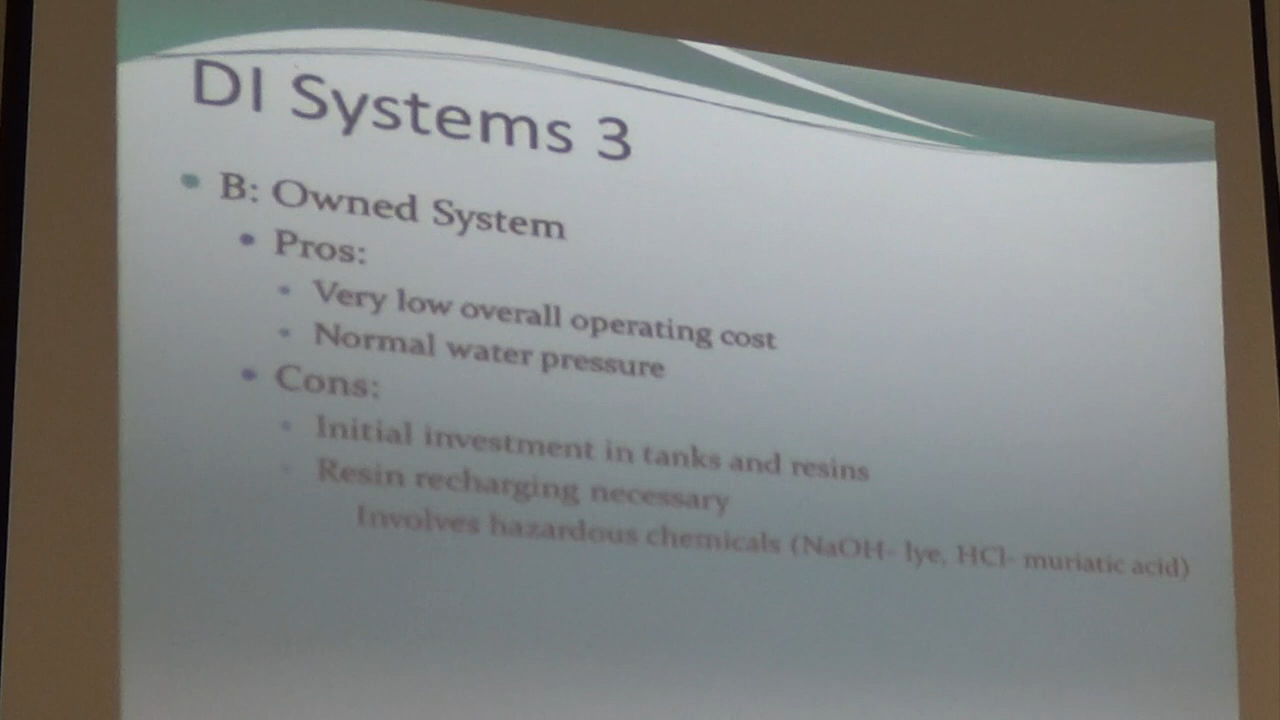 DI Systems 3
B: Owned System
Pros:
Very low overall operating cost
Normal water pressure
Cons:
Initial investment in tanks and resins
Resin recharging necessary
Involves hazardous chemicals (NaOH- lye, HCl- muriatic acid)